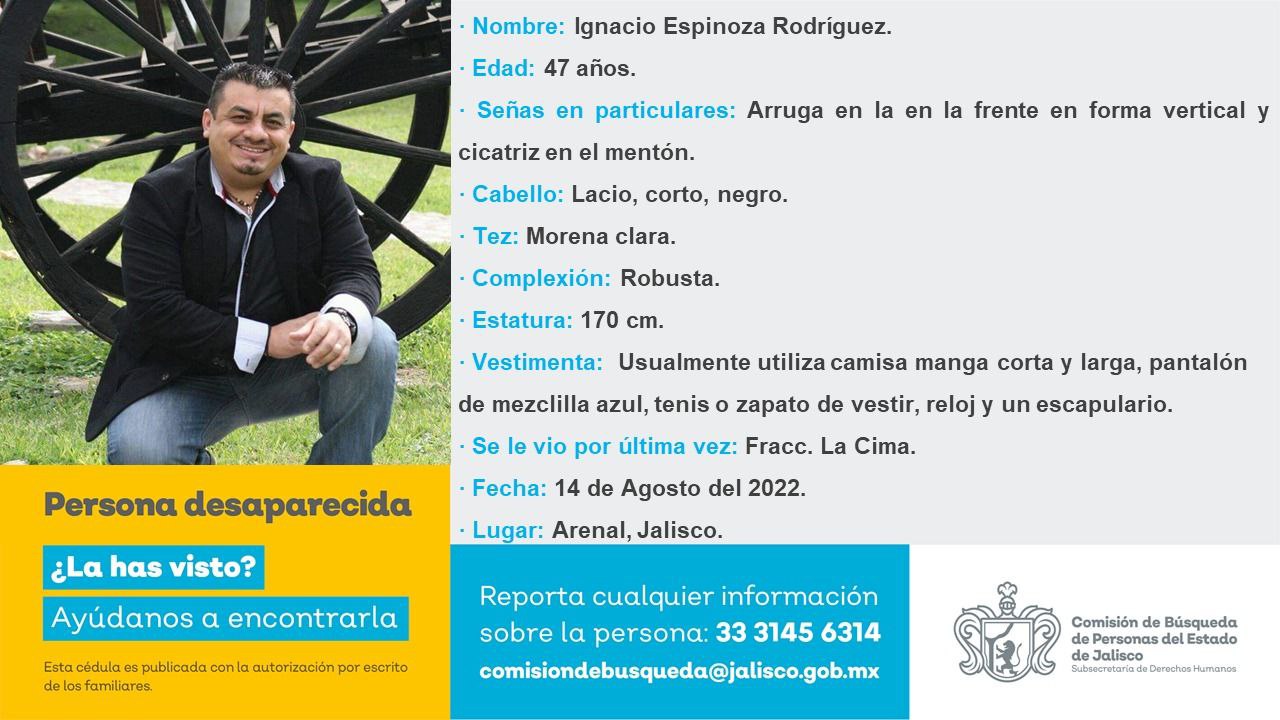 · Nombre: Ignacio Espinoza Rodríguez.
· Edad: 47 años.
· Señas en particulares: Arruga en la en la frente en forma vertical y
cicatriz en el mentón.
· Cabello: Lacio, corto, negro.
· Tez: Morena clara.
· Complexión: Robusta.
· Estatura: 170 cm.
· Vestimenta: Usualmente utiliza camisa manga corta y larga, pantalón
de mezclilla azul, tenis o zapato de vestir, reloj y un escapulario.
· Se le vio por última vez: Fracc. La Cima.
· Fecha: 14 de Agosto del 2022.
· Lugar: Arenal, Jalisco.
Persona desaparecida
¿La has visto?
Ayúdanos a encontrarla
Esta cédula es publicada con la autorización por escrito
de los familiares.
Reporta cualquier información
sobre la persona: 33 3145 6314
comisiondebusqueda@jalisco.gob.mx
Comisión de Búsqueda
de Personas del Estado
de Jalisco
Subsecretaría de Derechos Humanos